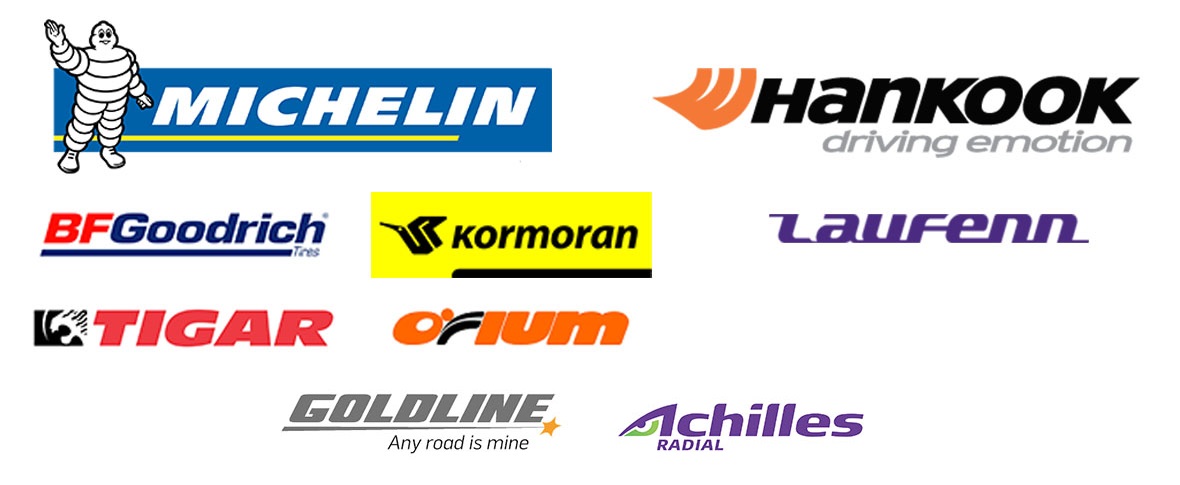 MICHELIN
HANKOOK
driving emotion
BFGoodrich®
Tires
KORMORAN
Laufenn
TIGAR
ORIUM
GOLDLINE
Any road is mine
Achilles
RADIAL